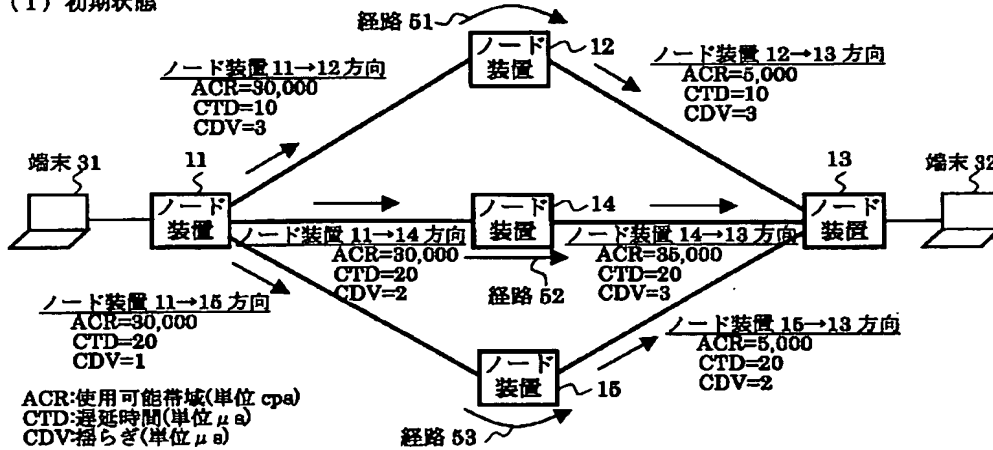 (1) 初期状態
経路 51
ノード
装置
12
ノード装置 11→12 方向
ACR=30,000
CTD=10
CDV=3
ノード装置 12→13 方向
ACR=5,000
CTD=10
CDV=3
端末 31
11
ノード
装置
ノード
装置
14
13
ノード
装置
端末 32
ノード装置 11→14 方向
ACR=30,000
CTD=20
CDV=2
ノード装置 14→13 方向
ACR=35,000
CTD=20
CDV=3
経路 52
ノード装置 11→15 方向
ACR=30,000
CTD=20
CDV=1
ノード装置 15→13 方向
ACR=5,000
CTD=20
CDV=2
ノード
装置
15
経路 53
ACR:使用可能帯域(単位 cps)
CTD:遅延時間(単位 μs)
CDV:揺らぎ(単位 μs)